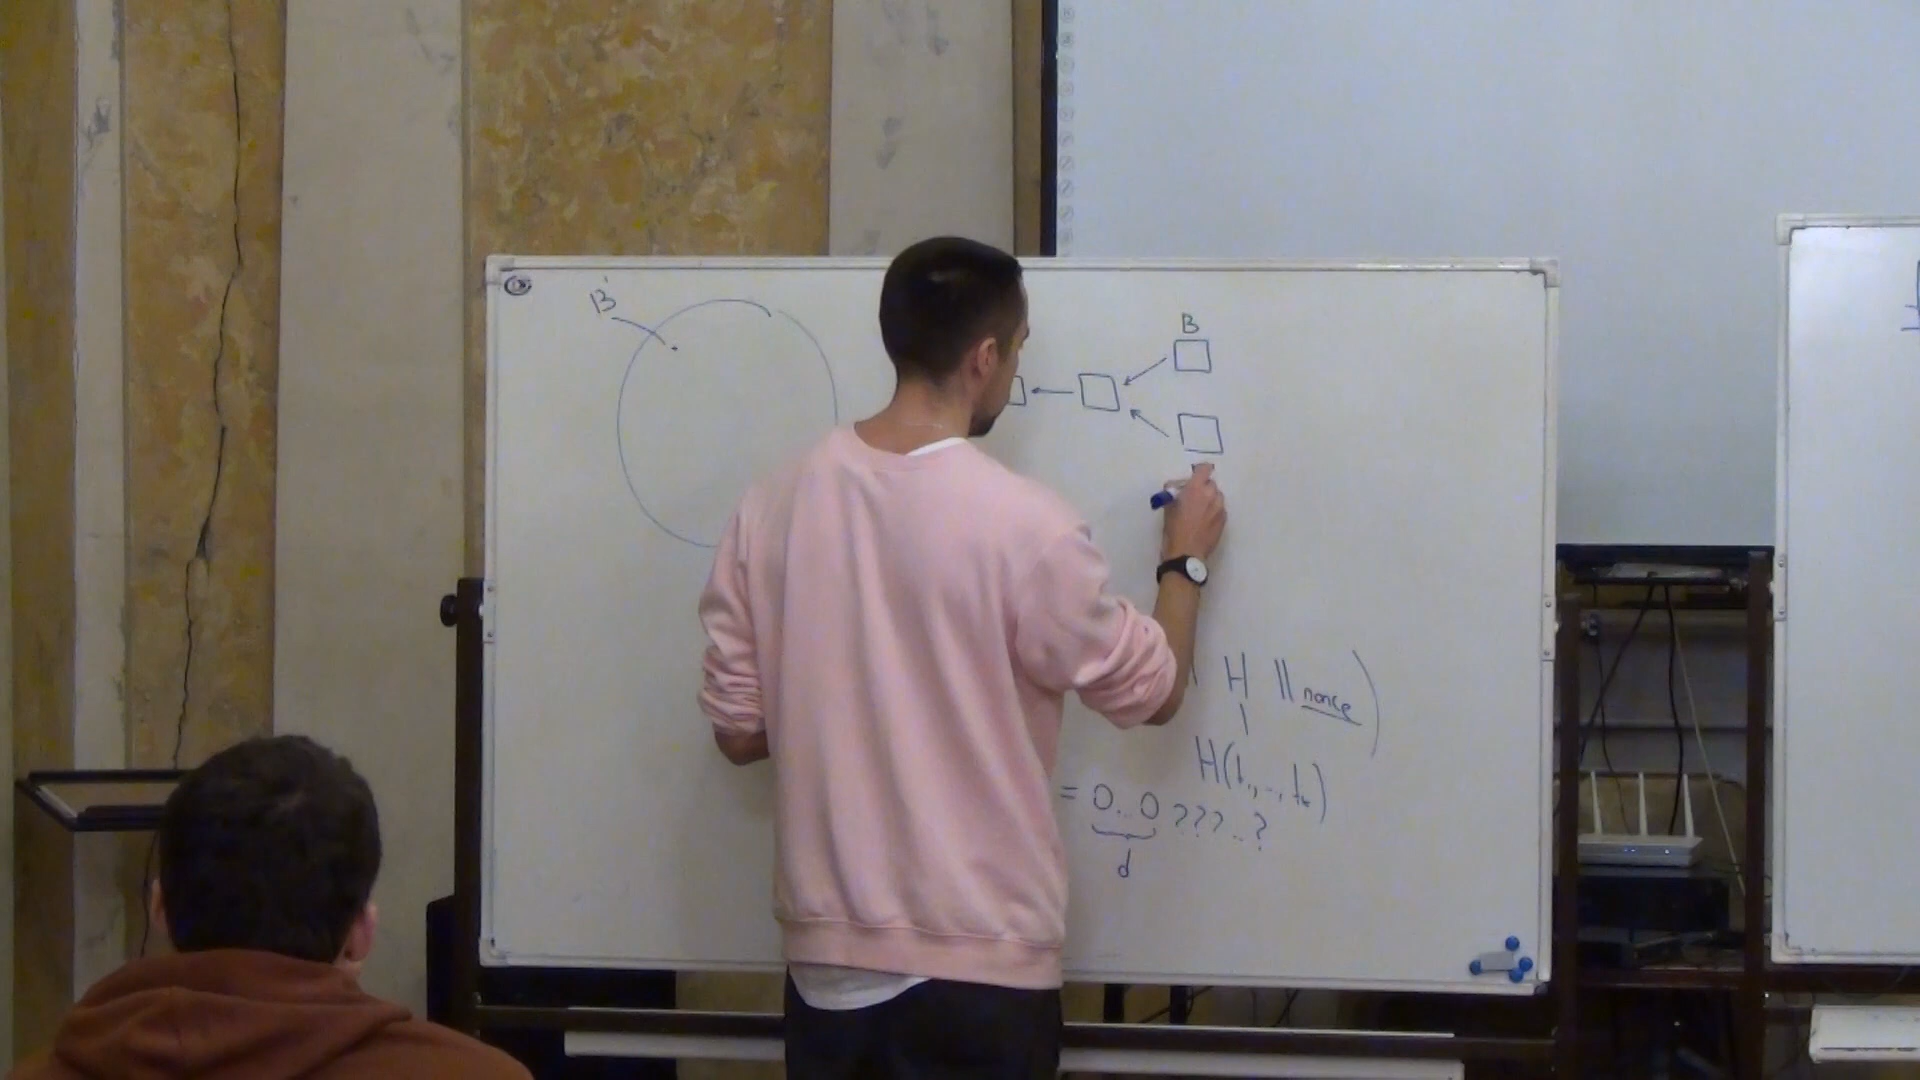 B'
B
H || nonce )
H(t₁, .., tₖ)
= 0...0 ???..?
d